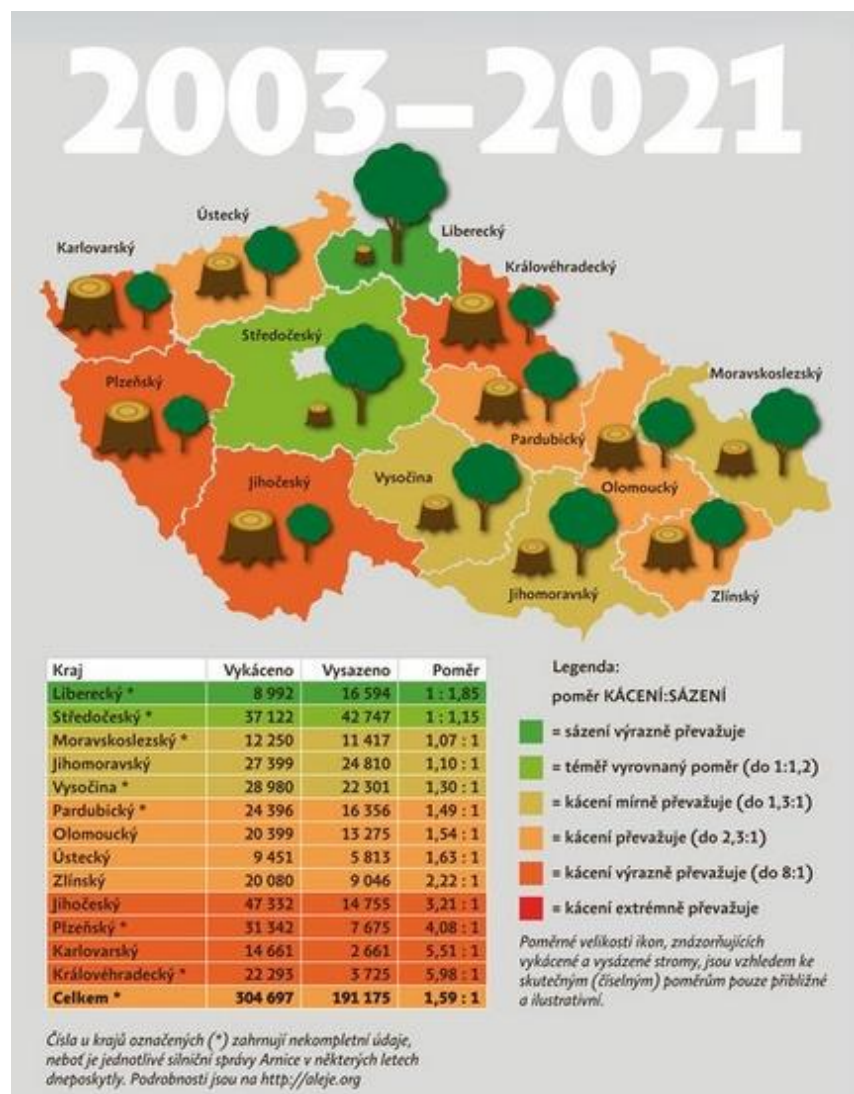 2003–2021
Ústecký
Liberecký
Karlovarský
Královéhradecký
Středočeský
Moravskoslezský
Plzeňský
Pardubický
Jihočeský
Vysočina
Olomoucký
Jihomoravský
Zlínský
Kraj Vykáceno Vysazeno Poměr
Liberecký * 8 992 16 594 1 : 1,85
Středočeský * 37 122 42 747 1 : 1,15
Moravskoslezský * 12 250 11 417 1,07 : 1
Jihomoravský 27 399 24 810 1,10 : 1
Vysočina * 28 980 22 301 1,30 : 1
Pardubický * 24 396 16 356 1,49 : 1
Olomoucký 20 399 13 275 1,54 : 1
Ústecký 9 451 5 813 1,63 : 1
Zlínský 20 080 9 046 2,22 : 1
Jihočeský 47 332 14 755 3,21 : 1
Plzeňský * 31 342 7 675 4,08 : 1
Karlovarský 14 661 2 661 5,51 : 1
Královéhradecký * 22 293 3 725 5,98 : 1
Celkem * 304 697 191 175 1,59 : 1
Legenda:
poměr KÁCENÍ:SÁZENÍ
= sázení výrazně převažuje
= téměř vyrovnaný poměr (do 1:1,2)
= kácení mírně převažuje (do 1,3:1)
= kácení převažuje (do 2,3:1)
= kácení výrazně převažuje (do 8:1)
= kácení extrémně převažuje
Poměrné velikosti ikon, znázorňujících
vykácené a vysázené stromy, jsou vzhledem ke
skutečným (číselným) poměrům pouze přibližné
a ilustrativní.
Čísla u krajů označených (*) zahrnují nekompletní údaje,
neboť je jednotlivé silniční správy Arnice v některých letech
dneposkytly. Podrobnosti jsou na http://aleje.org